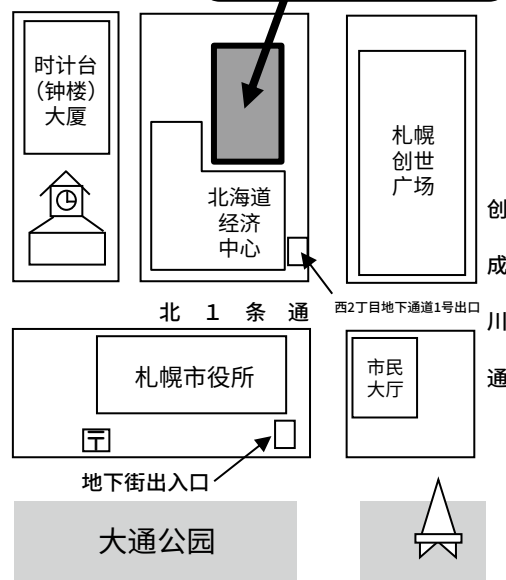 时计台
（钟楼）
大厦
北海道
经济
中心
札幌
创世
广场
创
成
川
通
西2丁目地下通道1号出口
北1条通
札幌市役所
市民
大厅
〒
地下街出入口
大通公园